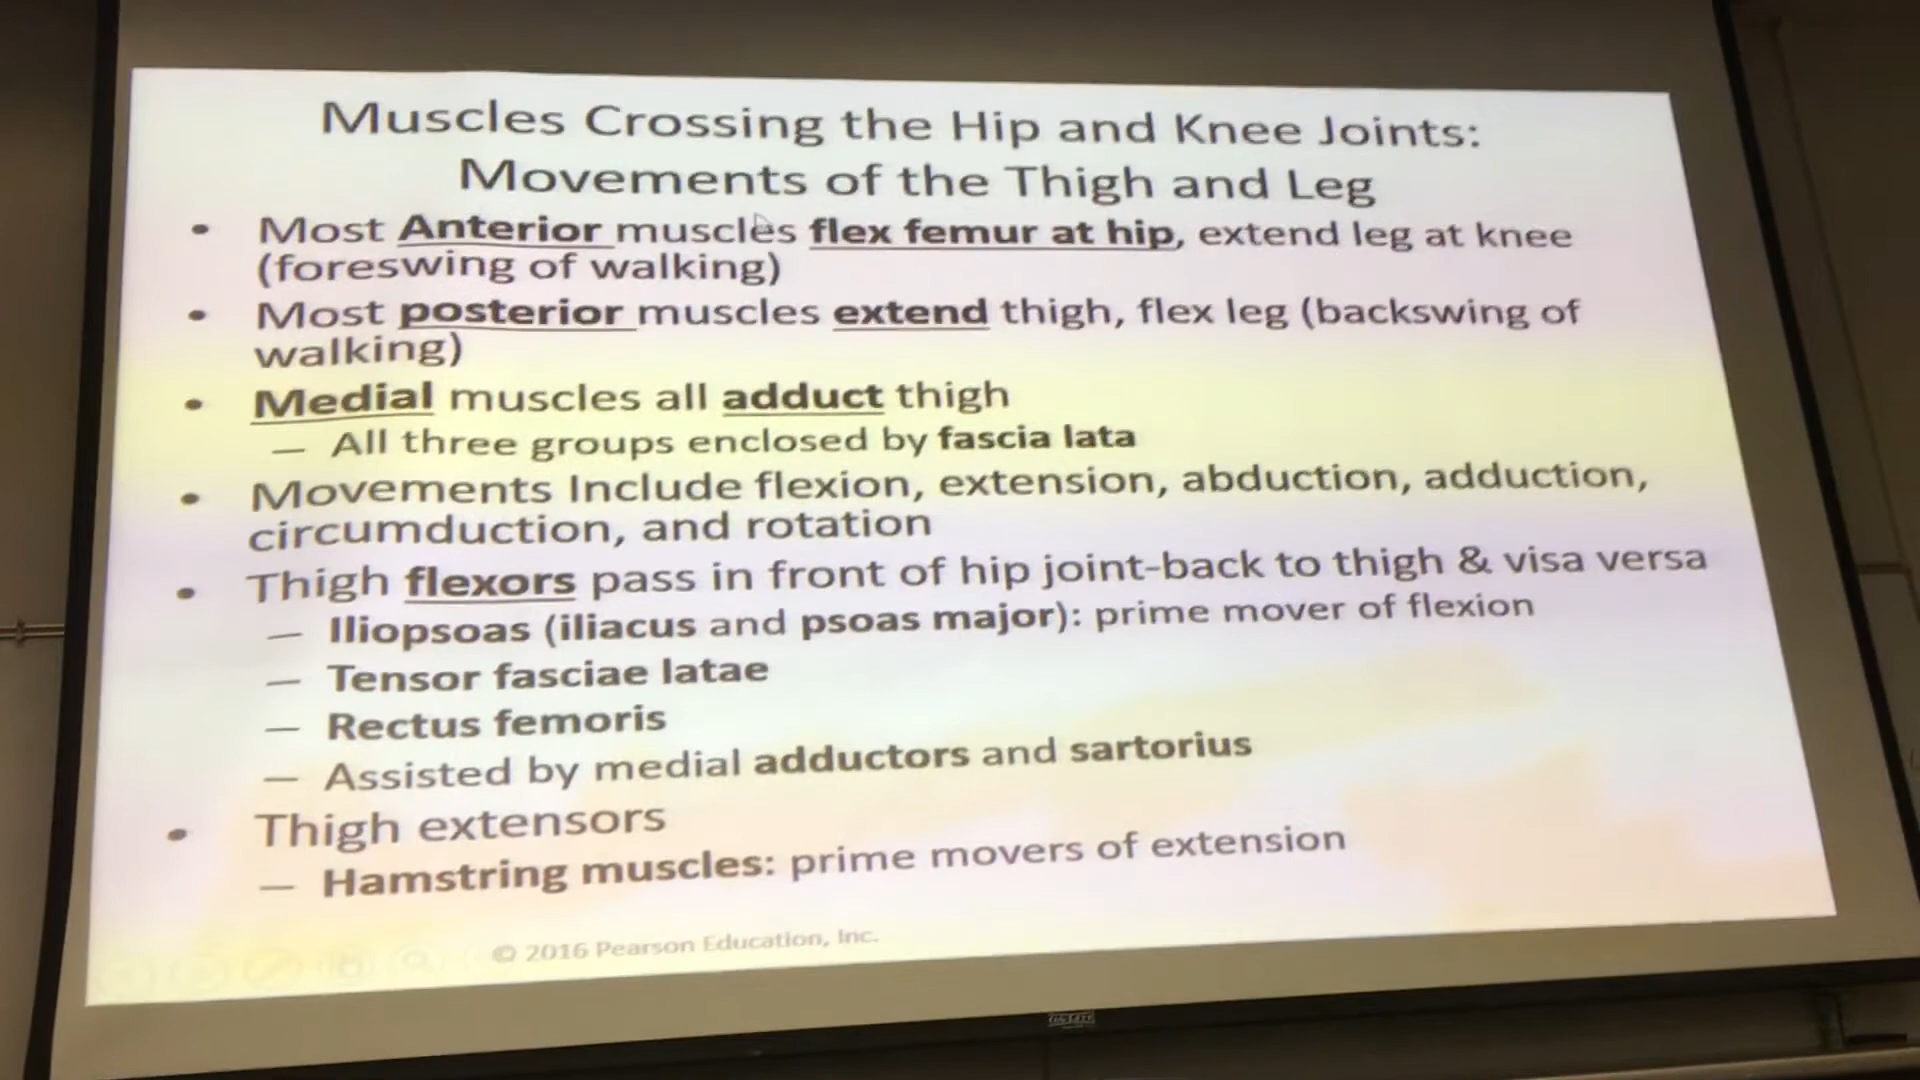 Muscles Crossing the Hip and Knee Joints:
Movements of the Thigh and Leg
• Most Anterior muscles flex femur at hip, extend leg at knee
(foreswing of walking)
• Most posterior muscles extend thigh, flex leg (backswing of
walking)
• Medial muscles all adduct thigh
— All three groups enclosed by fascia lata
• Movements Include flexion, extension, abduction, adduction,
circumduction, and rotation
• Thigh flexors pass in front of hip joint-back to thigh & visa versa
— Iliopsoas (iliacus and psoas major): prime mover of flexion
— Tensor fasciae latae
— Rectus femoris
— Assisted by medial adductors and sartorius
• Thigh extensors
— Hamstring muscles: prime movers of extension
© 2016 Pearson Education, Inc.